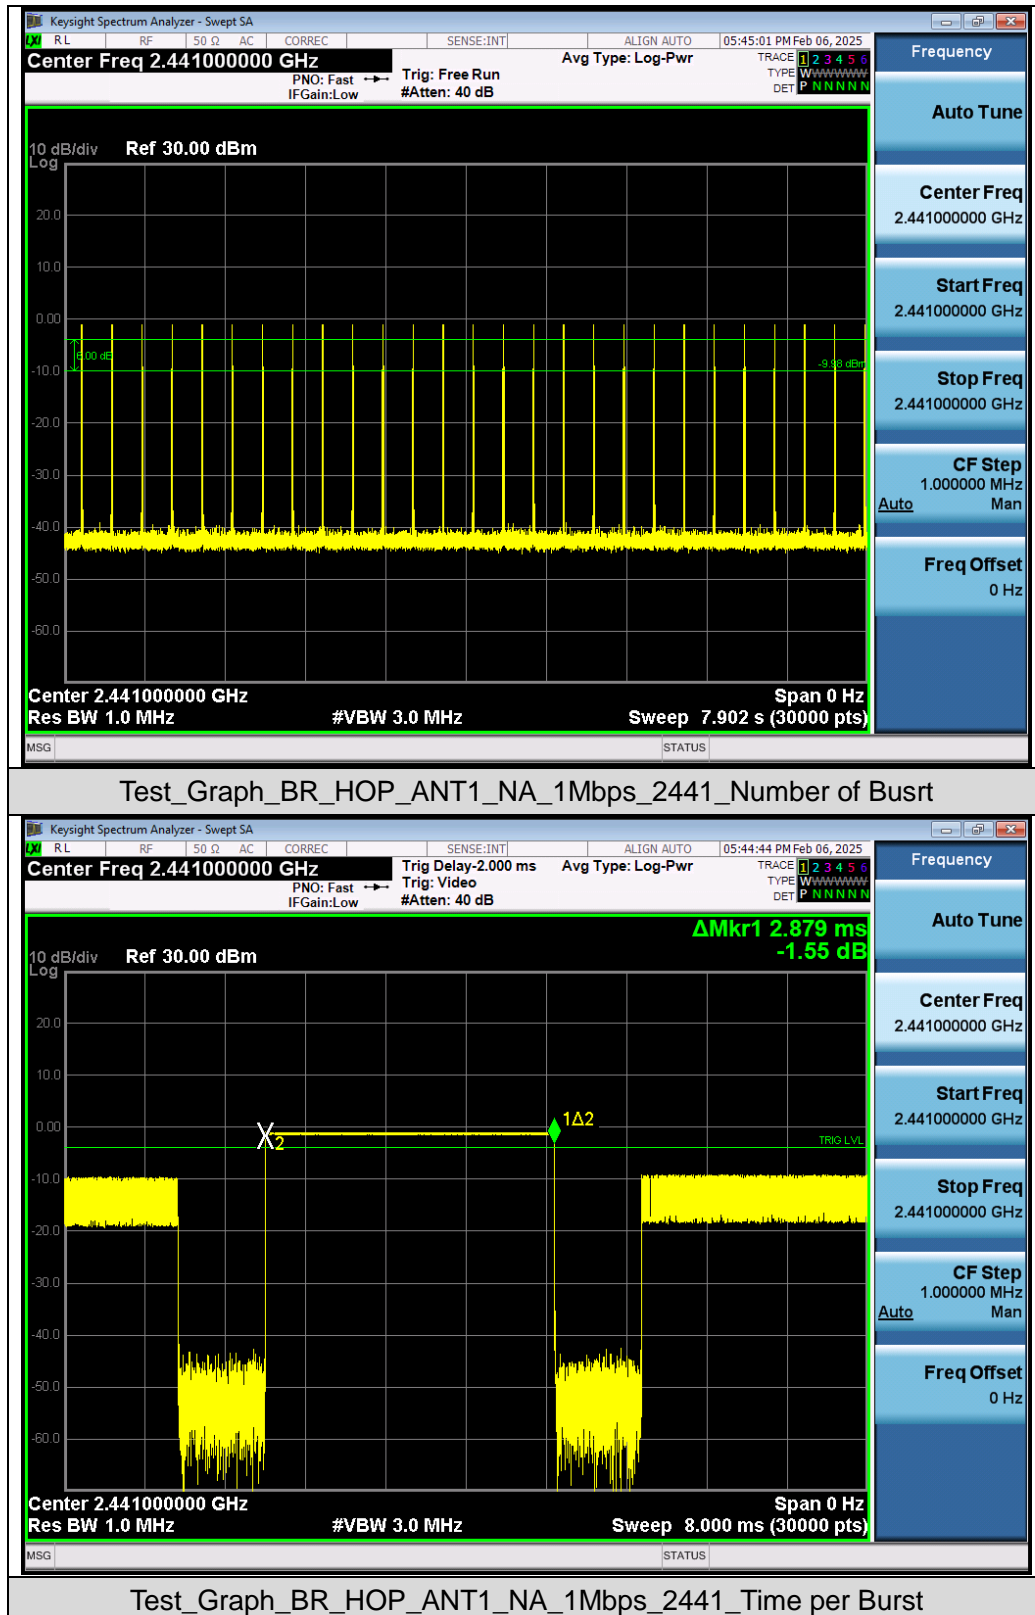 Keysight Spectrum Analyzer - Swept SA
LXI RL RF 50 Ω AC CORREC SENSE:INT ALIGN AUTO 05:45:01 PM Feb 06, 2025
Center Freq 2.441000000 GHz
PNO: Fast
IFGain:Low
Trig: Free Run
#Atten: 40 dB
Avg Type: Log-Pwr
TRACE 1 2 3 4 5 6
TYPE WWWWWW
DET P N N N N N
Frequency
Auto Tune
Center Freq
2.441000000 GHz
Start Freq
2.441000000 GHz
Stop Freq
2.441000000 GHz
CF Step
1.000000 MHz
Auto Man
Freq Offset
0 Hz
10 dB/div Ref 30.00 dBm
Log
20.0
10.0
0.00
6.00 dB
-9.98 dBm
-10.0
-20.0
-30.0
-40.0
-50.0
-60.0
Center 2.441000000 GHz Span 0 Hz
Res BW 1.0 MHz #VBW 3.0 MHz Sweep 7.902 s (30000 pts)
MSG STATUS
Test_Graph_BR_HOP_ANT1_NA_1Mbps_2441_Number of Busrt
Keysight Spectrum Analyzer - Swept SA
LXI RL RF 50 Ω AC CORREC SENSE:INT ALIGN AUTO 05:44:44 PM Feb 06, 2025
Center Freq 2.441000000 GHz
PNO: Fast
IFGain:Low
Trig Delay-2.000 ms
Trig: Video
#Atten: 40 dB
Avg Type: Log-Pwr
TRACE 1 2 3 4 5 6
TYPE WWWWWW
DET P N N N N N
Frequency
Auto Tune
Center Freq
2.441000000 GHz
Start Freq
2.441000000 GHz
Stop Freq
2.441000000 GHz
CF Step
1.000000 MHz
Auto Man
Freq Offset
0 Hz
ΔMkr1 2.879 ms
-1.55 dB
10 dB/div Ref 30.00 dBm
Log
20.0
10.0
0.00
2
1Δ2
TRIG LVL
-10.0
-20.0
-30.0
-40.0
-50.0
-60.0
Center 2.441000000 GHz Span 0 Hz
Res BW 1.0 MHz #VBW 3.0 MHz Sweep 8.000 ms (30000 pts)
MSG STATUS
Test_Graph_BR_HOP_ANT1_NA_1Mbps_2441_Time per Burst